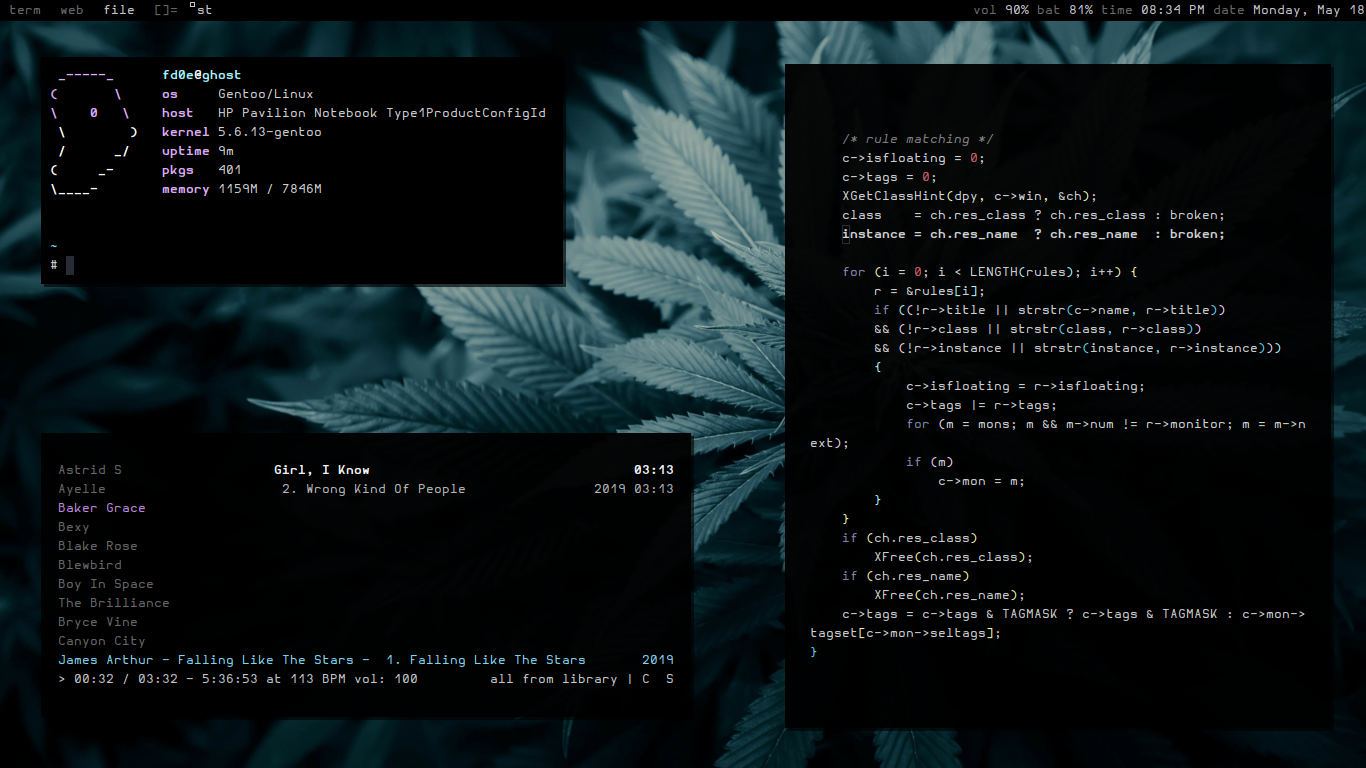 term web file []= st vol 90% bat 81% time 08:34 PM date Monday, May 18
_-----_ fd0e@ghost
( \ os Gentoo/Linux
\ 0 \ host HP Pavilion Notebook Type1ProductConfigId
\ ) kernel 5.6.13-gentoo
/ _/ uptime 9m
( _- pkgs 401
\____- memory 1159M / 7846M
~
#
Astrid S Girl, I Know 03:13
Ayelle 2. Wrong Kind Of People 2019 03:13
Baker Grace
Bexy
Blake Rose
Blewbird
Boy In Space
The Brilliance
Bryce Vine
Canyon City
James Arthur - Falling Like The Stars - 1. Falling Like The Stars 2019
> 00:32 / 03:32 - 5:36:53 at 113 BPM vol: 100 all from library | C S
/* rule matching */
c->isfloating = 0;
c->tags = 0;
XGetClassHint(dpy, c->win, &ch);
class    = ch.res_class ? ch.res_class : broken;
instance = ch.res_name  ? ch.res_name  : broken;
for (i = 0; i < LENGTH(rules); i++) {
r = &rules[i];
if ((!r->title || strstr(c->name, r->title))
&& (!r->class || strstr(class, r->class))
&& (!r->instance || strstr(instance, r->instance)))
{
c->isfloating = r->isfloating;
c->tags |= r->tags;
for (m = mons; m && m->num != r->monitor; m = m->n
ext);
if (m)
c->mon = m;
}
}
if (ch.res_class)
XFree(ch.res_class);
if (ch.res_name)
XFree(ch.res_name);
c->tags = c->tags & TAGMASK ? c->tags & TAGMASK : c->mon->
tagset[c->mon->seltags];
}